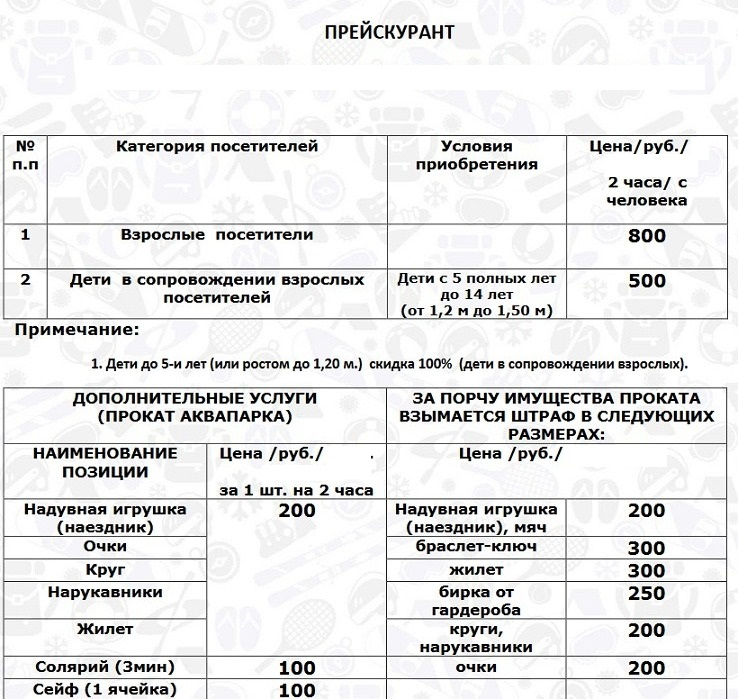 ПРЕЙСКУРАНТ
№ п.п
Категория посетителей
Условия приобретения
Цена/руб./
2 часа/ с человека
1 Взрослые посетители 800
2 Дети в сопровождении взрослых посетителей
Дети с 5 полных лет до 14 лет (от 1,2 м до 1,50 м)
500
Примечание:
1. Дети до 5-и лет (или ростом до 1,20 м.) скидка 100% (дети в сопровождении взрослых).
ДОПОЛНИТЕЛЬНЫЕ УСЛУГИ
(ПРОКАТ АКВАПАРКА)
ЗА ПОРЧУ ИМУЩЕСТВА ПРОКАТА
ВЗЫМАЕТСЯ ШТРАФ В СЛЕДУЮЩИХ
РАЗМЕРАХ:
НАИМЕНОВАНИЕ ПОЗИЦИИ
Цена /руб./ .
за 1 шт. на 2 часа
Цена /руб./
Надувная игрушка (наездник) 200
Надувная игрушка (наездник), мяч 200
Очки
браслет-ключ 300
Круг
жилет 300
Нарукавники
бирка от гардероба 250
Жилет
круги, нарукавники 200
Солярий (3мин) 100
очки 200
Сейф (1 ячейка) 100